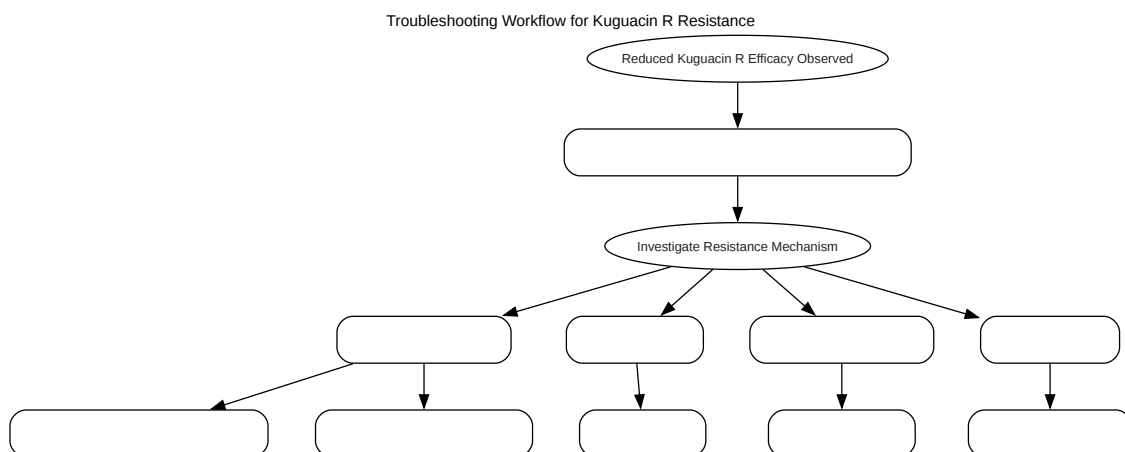 Troubleshooting Workflow for Kuguacin R Resistance
Reduced Kuguacin R Efficacy Observed
Investigate Resistance Mechanism